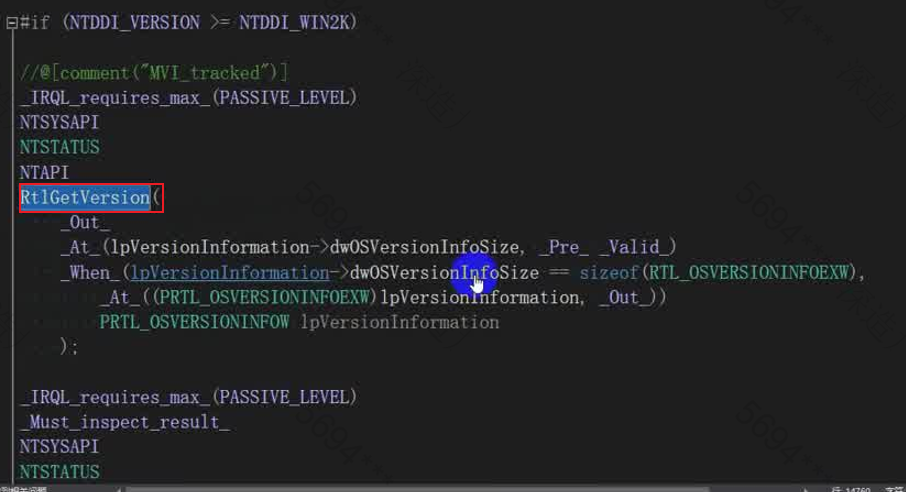 #if (NTDDI_VERSION >= NTDDI_WIN2K)
//@[comment("MVI_tracked")]
_IRQL_requires_max_(PASSIVE_LEVEL)
NTSYSAPI
NTSTATUS
NTAPI
RtlGetVersion(
_Out_
_At_(lpVersionInformation->dwOSVersionInfoSize, _Pre_ _Valid_)
_When_(lpVersionInformation->dwOSVersionInfoSize == sizeof(RTL_OSVERSIONINFOEXW),
_At_((PRTL_OSVERSIONINFOEXW)lpVersionInformation, _Out_))
PRTL_OSVERSIONINFOW lpVersionInformation
);
_IRQL_requires_max_(PASSIVE_LEVEL)
_Must_inspect_result_
NTSYSAPI
NTSTATUS